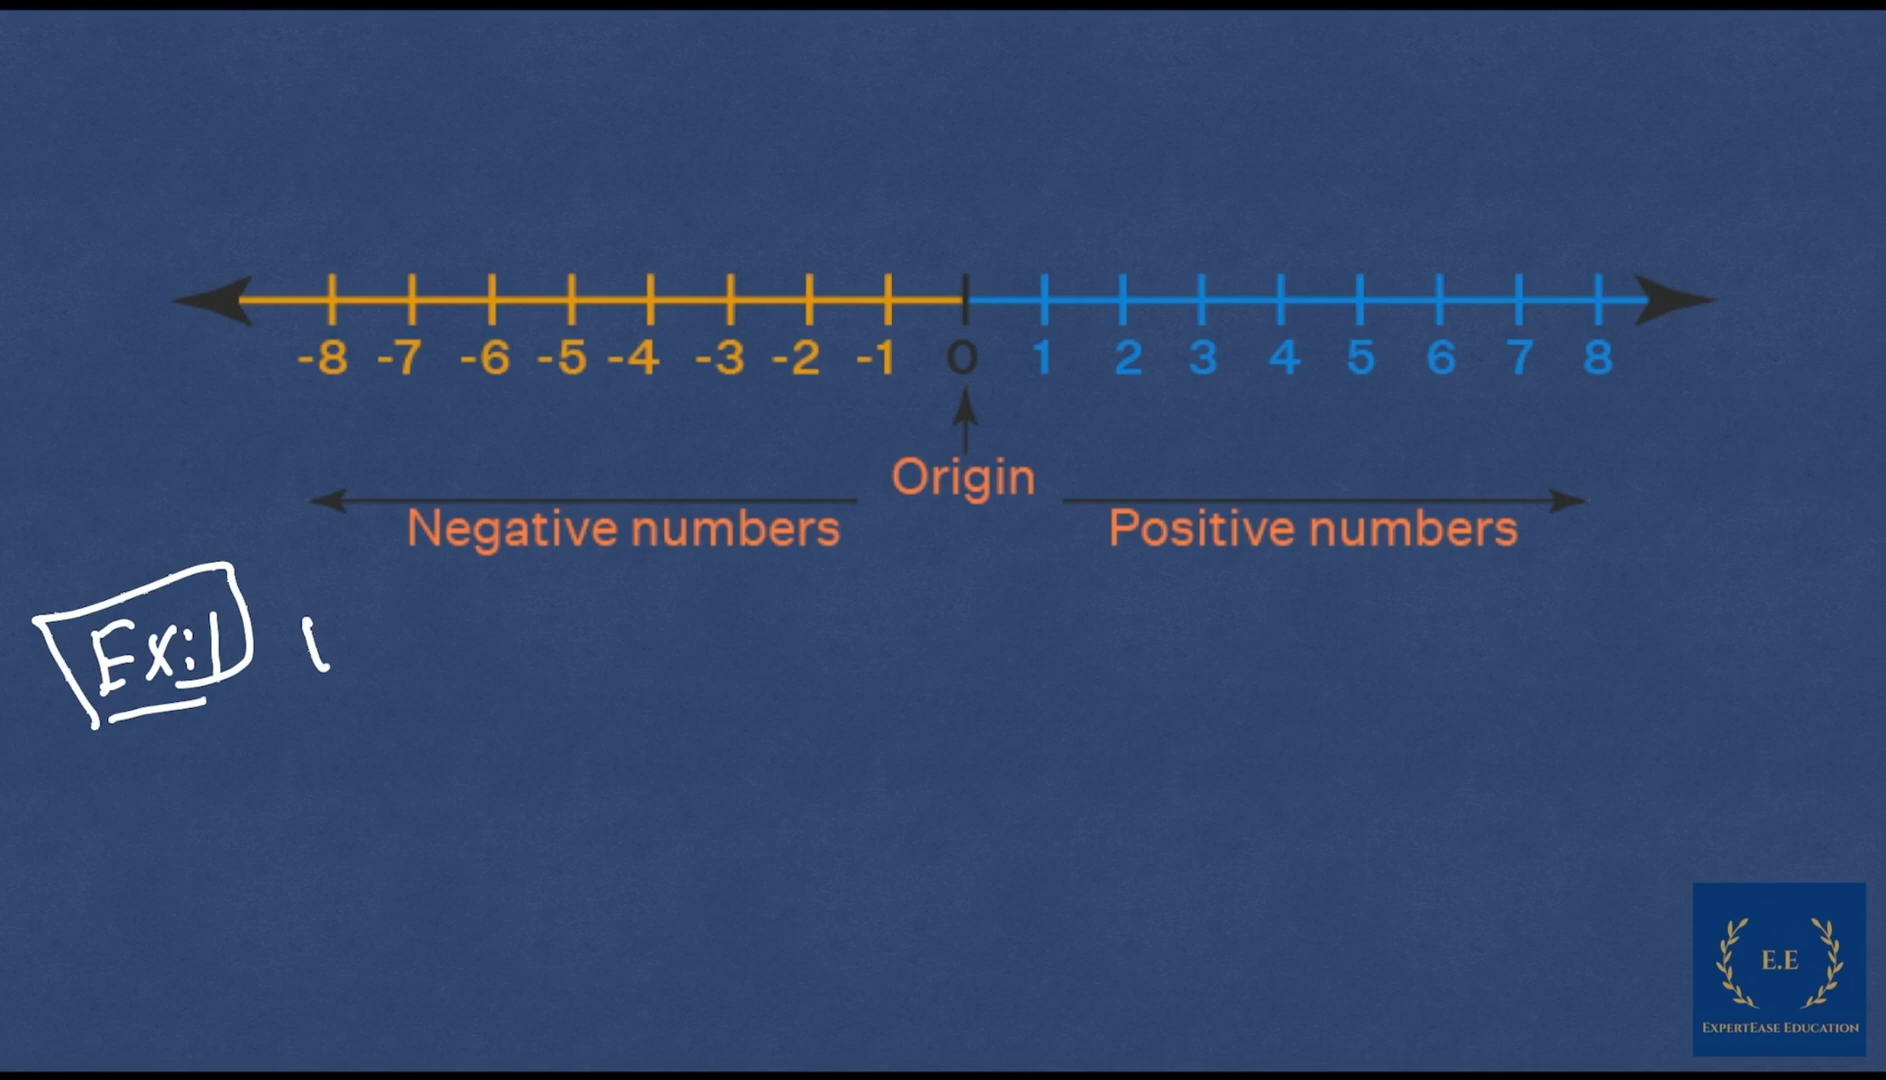 -8 -7 -6 -5 -4 -3 -2 -1 0 1 2 3 4 5 6 7 8
Origin
Negative numbers Positive numbers
Ex:1
E.E
EXPERTEASE EDUCATION